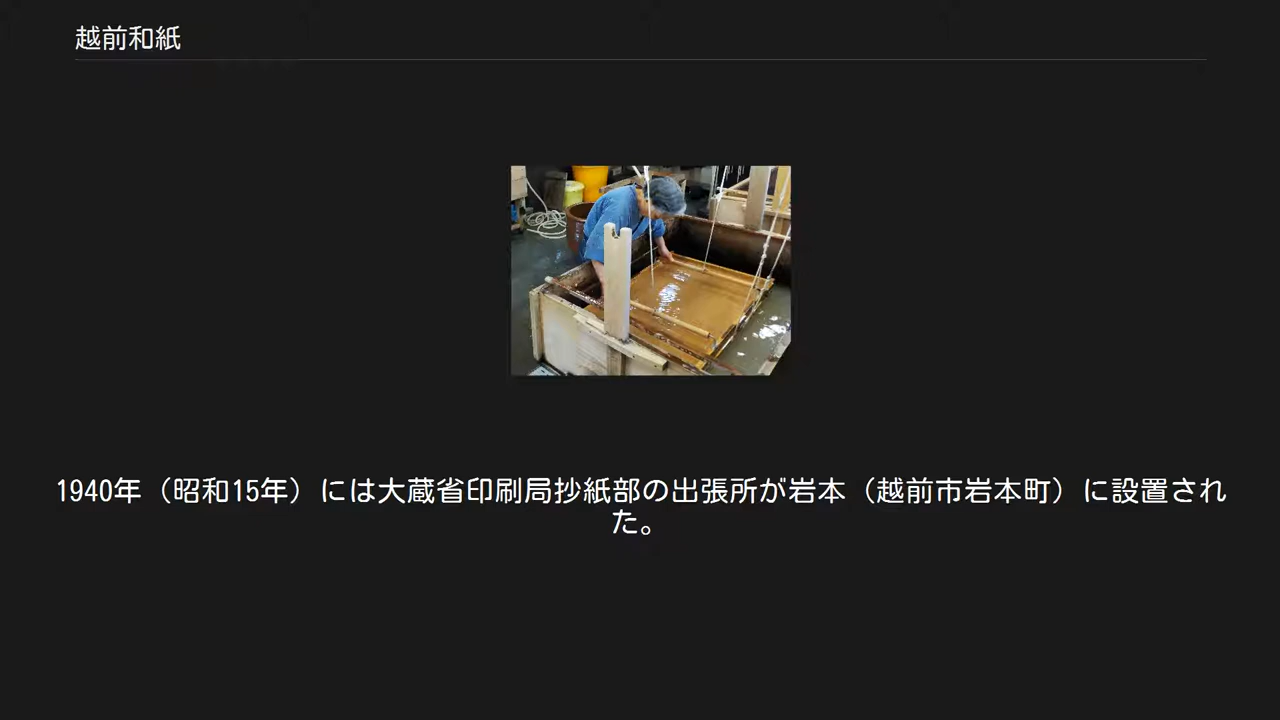 越前和紙
1940年（昭和15年）には大蔵省印刷局抄紙部の出張所が岩本（越前市岩本町）に設置され
た。